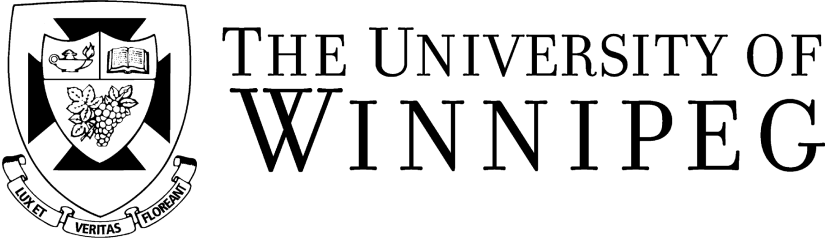 THE UNIVERSITY OF
WINNIPEG
LUX ET VERITAS FLOREANT